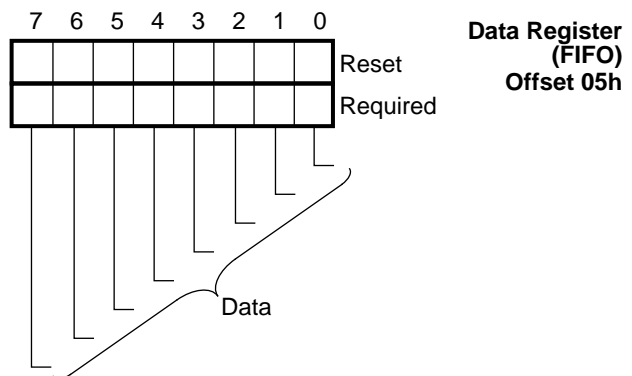 7 6 5 4 3 2 1 0
Data Register
(FIFO)
Offset 05h
Reset
Required
Data